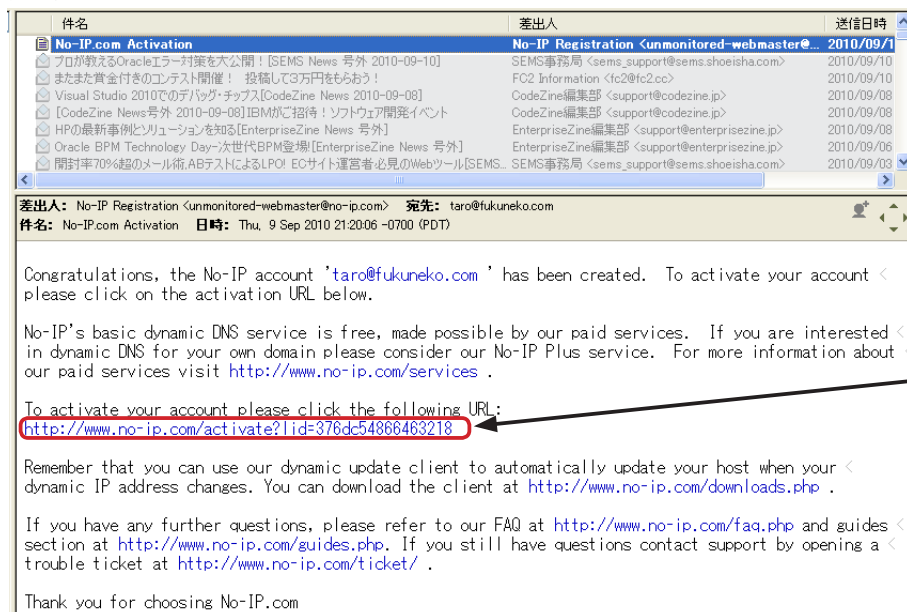 件名 差出人 送信日時
No-IP.com Activation No-IP Registration <unmonitored-webmaster@... 2010/09/1
プロが教えるOracleエラー対策を大公開！[SEMS News 号外 2010-09-10] SEMS事務局 <sems_support@sems.shoeisha.com> 2010/09/10
またまた賞金付きのコンテスト開催！ 投稿して3万円をもらおう！ FC2 Information <fc2@fc2.cc> 2010/09/10
Visual Studio 2010でのデバッグ・チップス[CodeZine News 2010-09-08] CodeZine編集部 <support@codezine.jp> 2010/09/08
[CodeZine News号外 2010-09-08]IBMがご招待！ソフトウェア開発イベント CodeZine編集部 <support@codezine.jp> 2010/09/08
HPの最新事例とソリューションを知る[EnterpriseZine News 号外] EnterpriseZine編集部 <support@enterprisezine.jp> 2010/09/08
Oracle BPM Technology Day-次世代BPM登場![EnterpriseZine News 号外] EnterpriseZine編集部 <support@enterprisezine.jp> 2010/09/06
開封率70%超のメール術,ABテストによるLPO! ECサイト運営者必見のWebツール[SEMS... SEMS事務局 <sems_support@sems.shoeisha.com> 2010/09/03
差出人: No-IP Registration <unmonitored-webmaster@no-ip.com> 宛先: taro@fukuneko.com
件名: No-IP.com Activation 日時: Thu, 9 Sep 2010 21:20:06 -0700 (PDT)
Congratulations, the No-IP account 'taro@fukuneko.com ' has been created. To activate your account
please click on the activation URL below.
No-IP's basic dynamic DNS service is free, made possible by our paid services. If you are interested
in dynamic DNS for your own domain please consider our No-IP Plus service. For more information about
our paid services visit http://www.no-ip.com/services .
To activate your account please click the following URL:
http://www.no-ip.com/activate?lid=376dc54866463218
Remember that you can use our dynamic update client to automatically update your host when your
dynamic IP address changes. You can download the client at http://www.no-ip.com/downloads.php .
If you have any further questions, please refer to our FAQ at http://www.no-ip.com/faq.php and guides
section at http://www.no-ip.com/guides.php. If you still have questions contact support by opening a
trouble ticket at http://www.no-ip.com/ticket/ .
Thank you for choosing No-IP.com